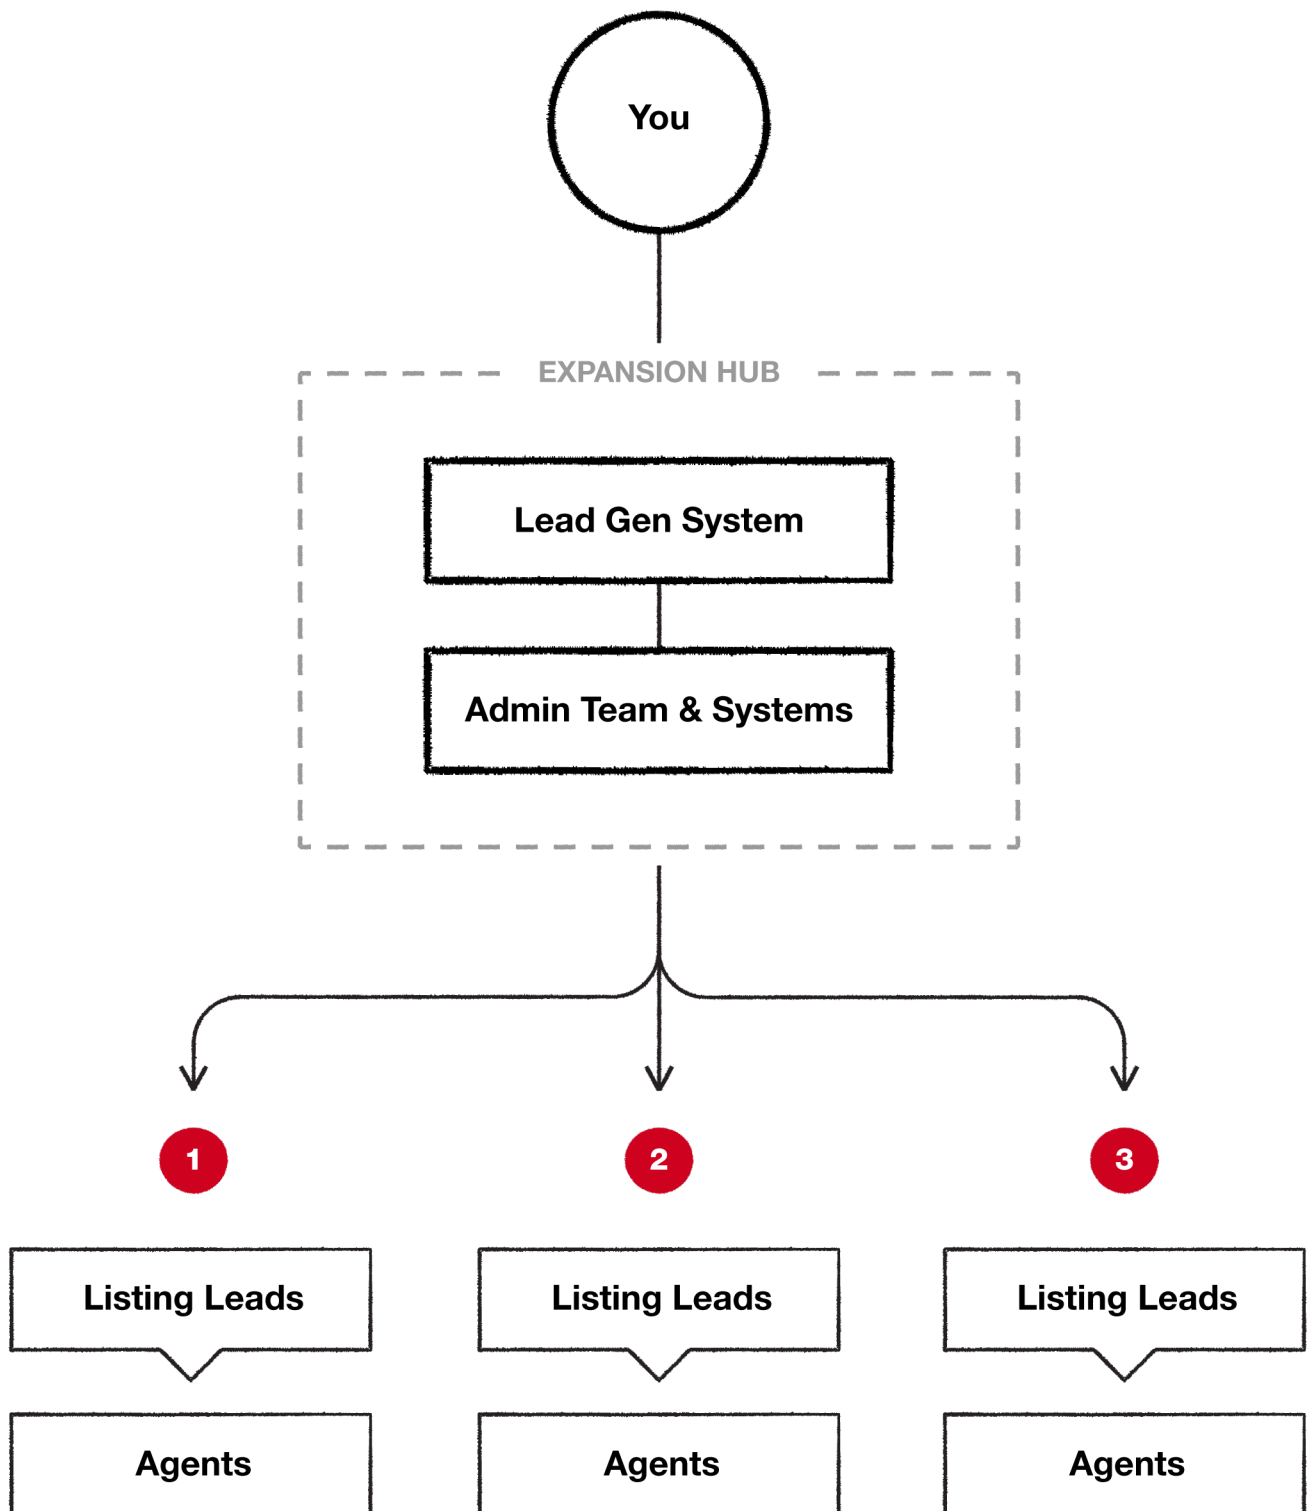 You
EXPANSION HUB
Lead Gen System
Admin Team & Systems
1
2
3
Listing Leads
Listing Leads
Listing Leads
Agents
Agents
Agents